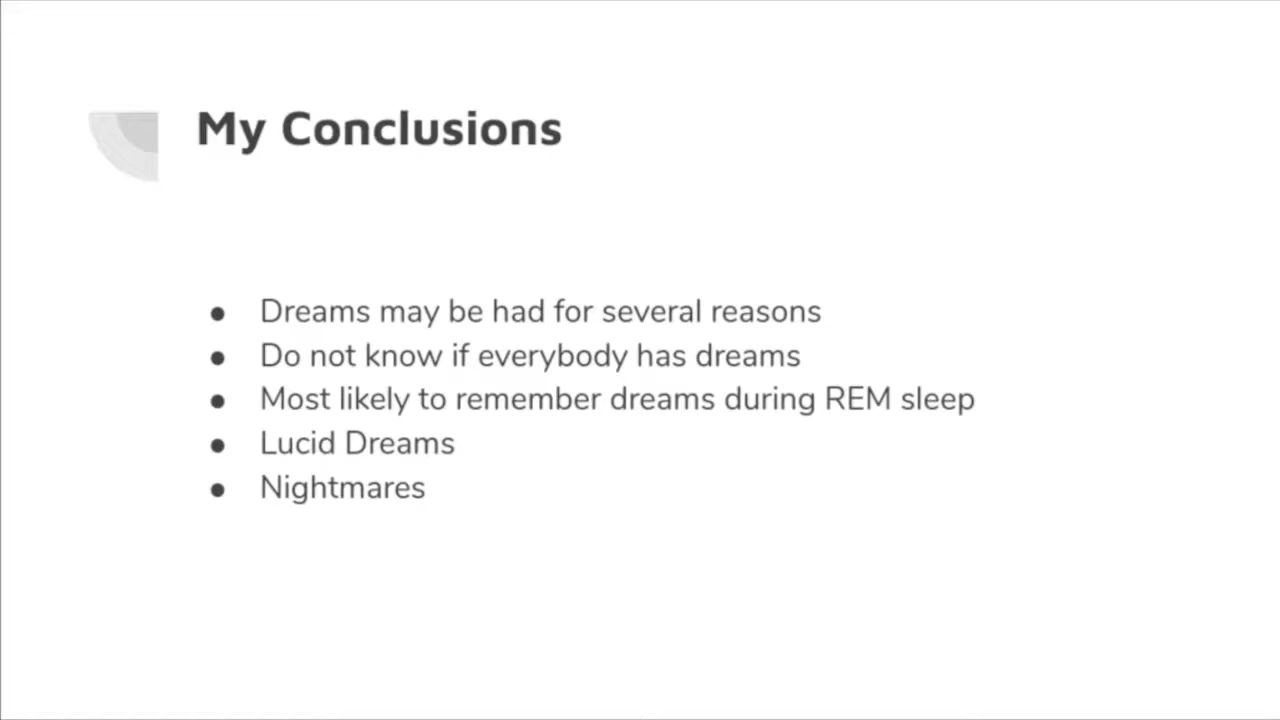 My Conclusions
● Dreams may be had for several reasons
● Do not know if everybody has dreams
● Most likely to remember dreams during REM sleep
● Lucid Dreams
● Nightmares